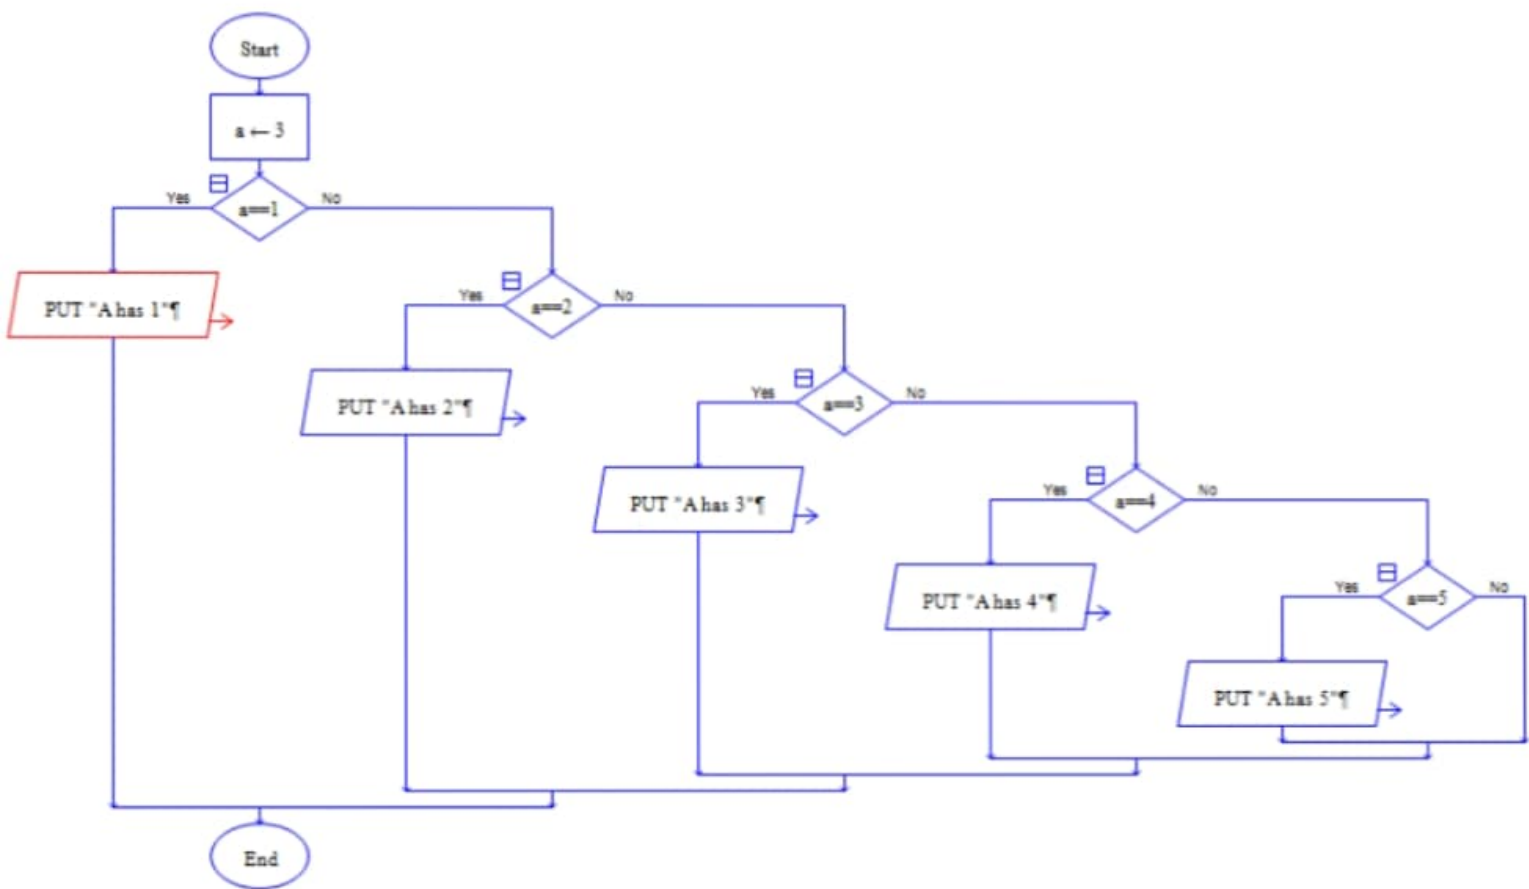 Start
a ← 3
Yes
a==1
No
PUT "A has 1"¶
Yes
a==2
No
PUT "A has 2"¶
Yes
a==3
No
PUT "A has 3"¶
Yes
a==4
No
PUT "A has 4"¶
Yes
a==5
No
PUT "A has 5"¶
End